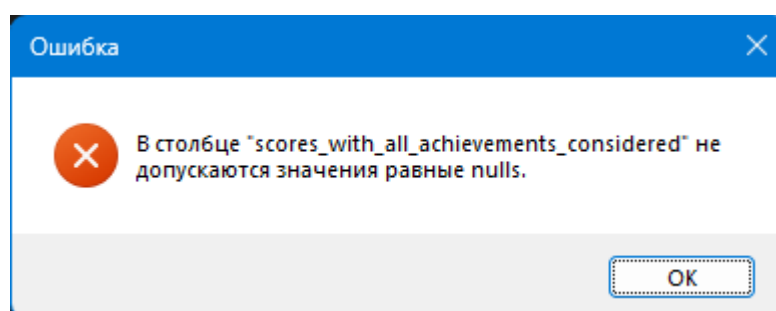 Ошибка
В столбце "scores_with_all_achievements_considered" не
допускаются значения равные nulls.
OK